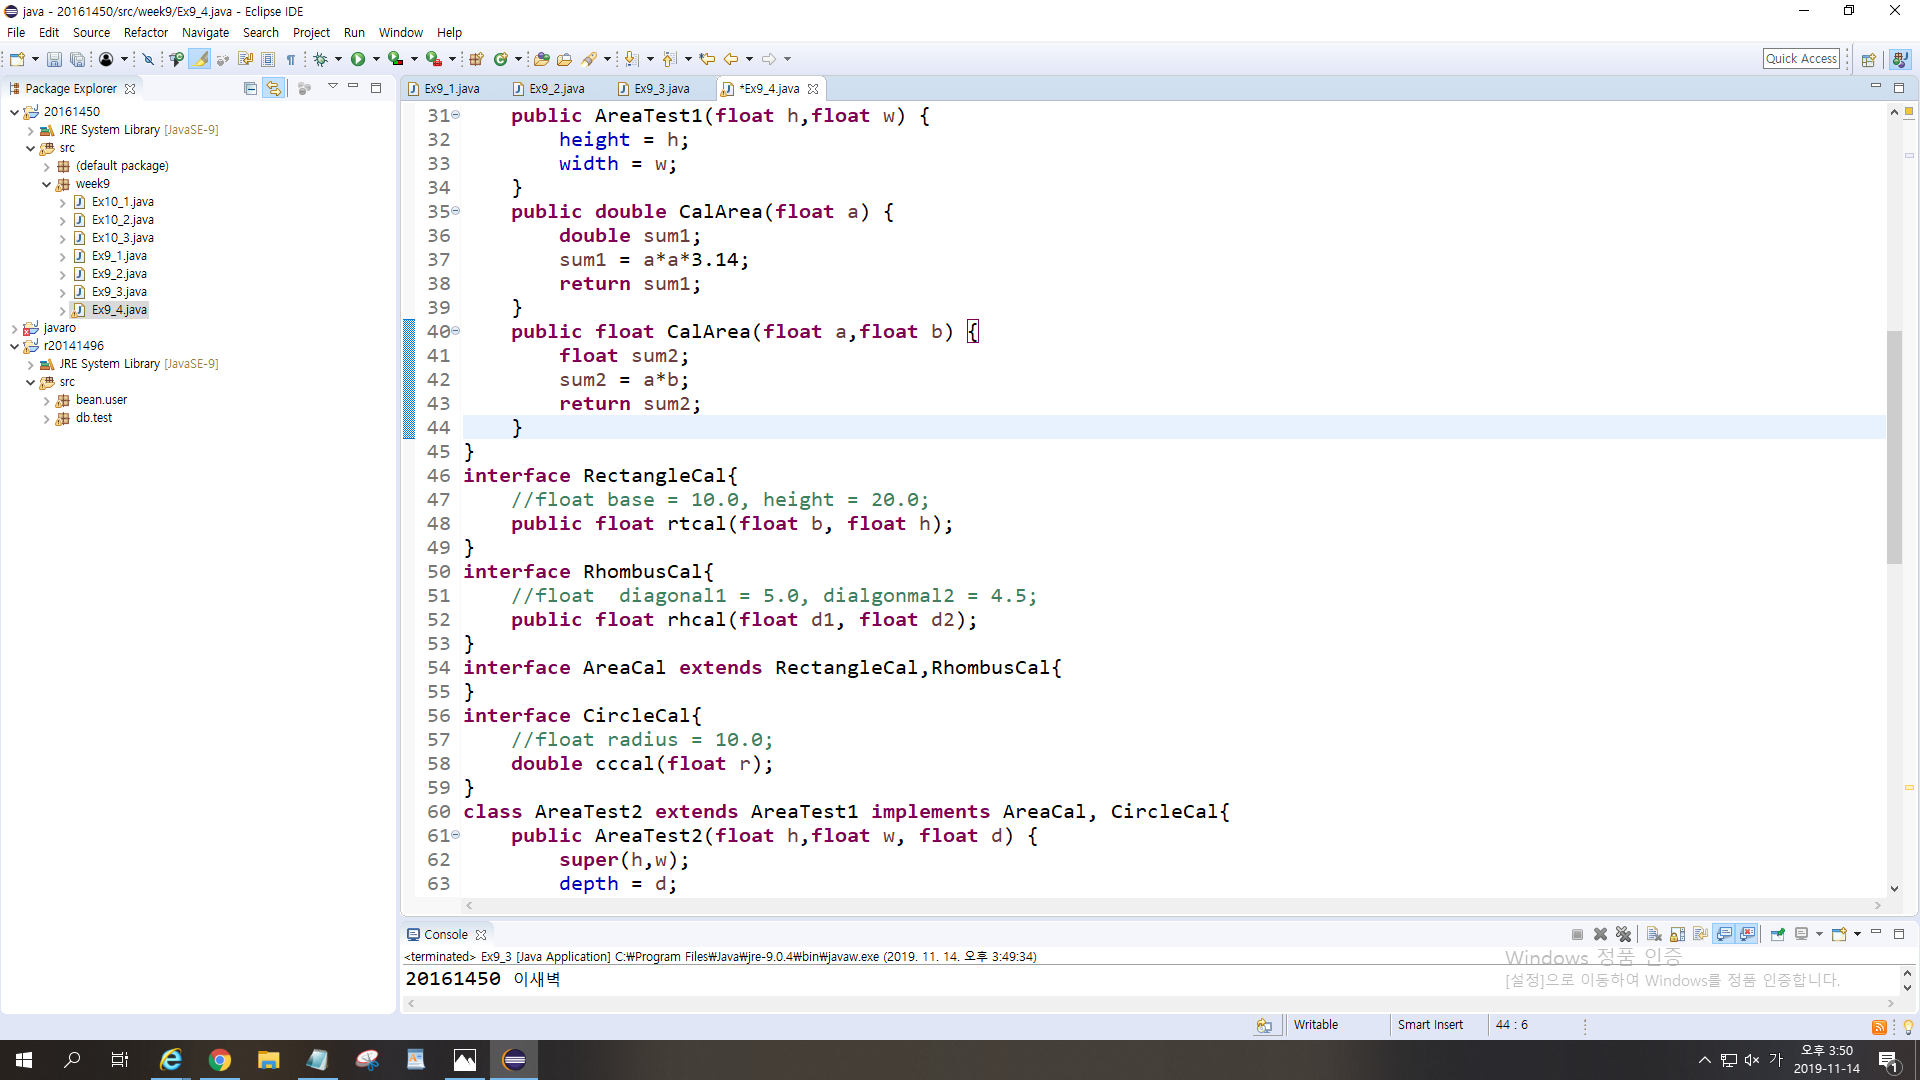 java - 20161450/src/week9/Ex9_4.java - Eclipse IDE
File Edit Source Refactor Navigate Search Project Run Window Help
Quick Access
Package Explorer
20161450
JRE System Library [JavaSE-9]
src
(default package)
week9
Ex10_1.java
Ex10_2.java
Ex10_3.java
Ex9_1.java
Ex9_2.java
Ex9_3.java
Ex9_4.java
javaro
r20141496
JRE System Library [JavaSE-9]
src
bean.user
db.test
Ex9_1.java Ex9_2.java Ex9_3.java *Ex9_4.java
31 public AreaTest1(float h,float w) {
32 height = h;
33 width = w;
34 }
35 public double CalArea(float a) {
36 double sum1;
37 sum1 = a*a*3.14;
38 return sum1;
39 }
40 public float CalArea(float a,float b) {
41 float sum2;
42 sum2 = a*b;
43 return sum2;
44 }
45 }
46 interface RectangleCal{
47 //float base = 10.0, height = 20.0;
48 public float rtcal(float b, float h);
49 }
50 interface RhombusCal{
51 //float  diagonal1 = 5.0, dialgonmal2 = 4.5;
52 public float rhcal(float d1, float d2);
53 }
54 interface AreaCal extends RectangleCal,RhombusCal{
55 }
56 interface CircleCal{
57 //float radius = 10.0;
58 double cccal(float r);
59 }
60 class AreaTest2 extends AreaTest1 implements AreaCal, CircleCal{
61 public AreaTest2(float h,float w, float d) {
62 super(h,w);
63 depth = d;
Console
<terminated> Ex9_3 [Java Application] C:₩Program Files₩Java₩jre-9.0.4₩bin₩javaw.exe (2019. 11. 14. 오후 3:49:34)
20161450 이새벽
Windows 정품 인증
[설정]으로 이동하여 Windows를 정품 인증합니다.
Writable Smart Insert 44 : 6
가 오후 3:50
2019-11-14
1